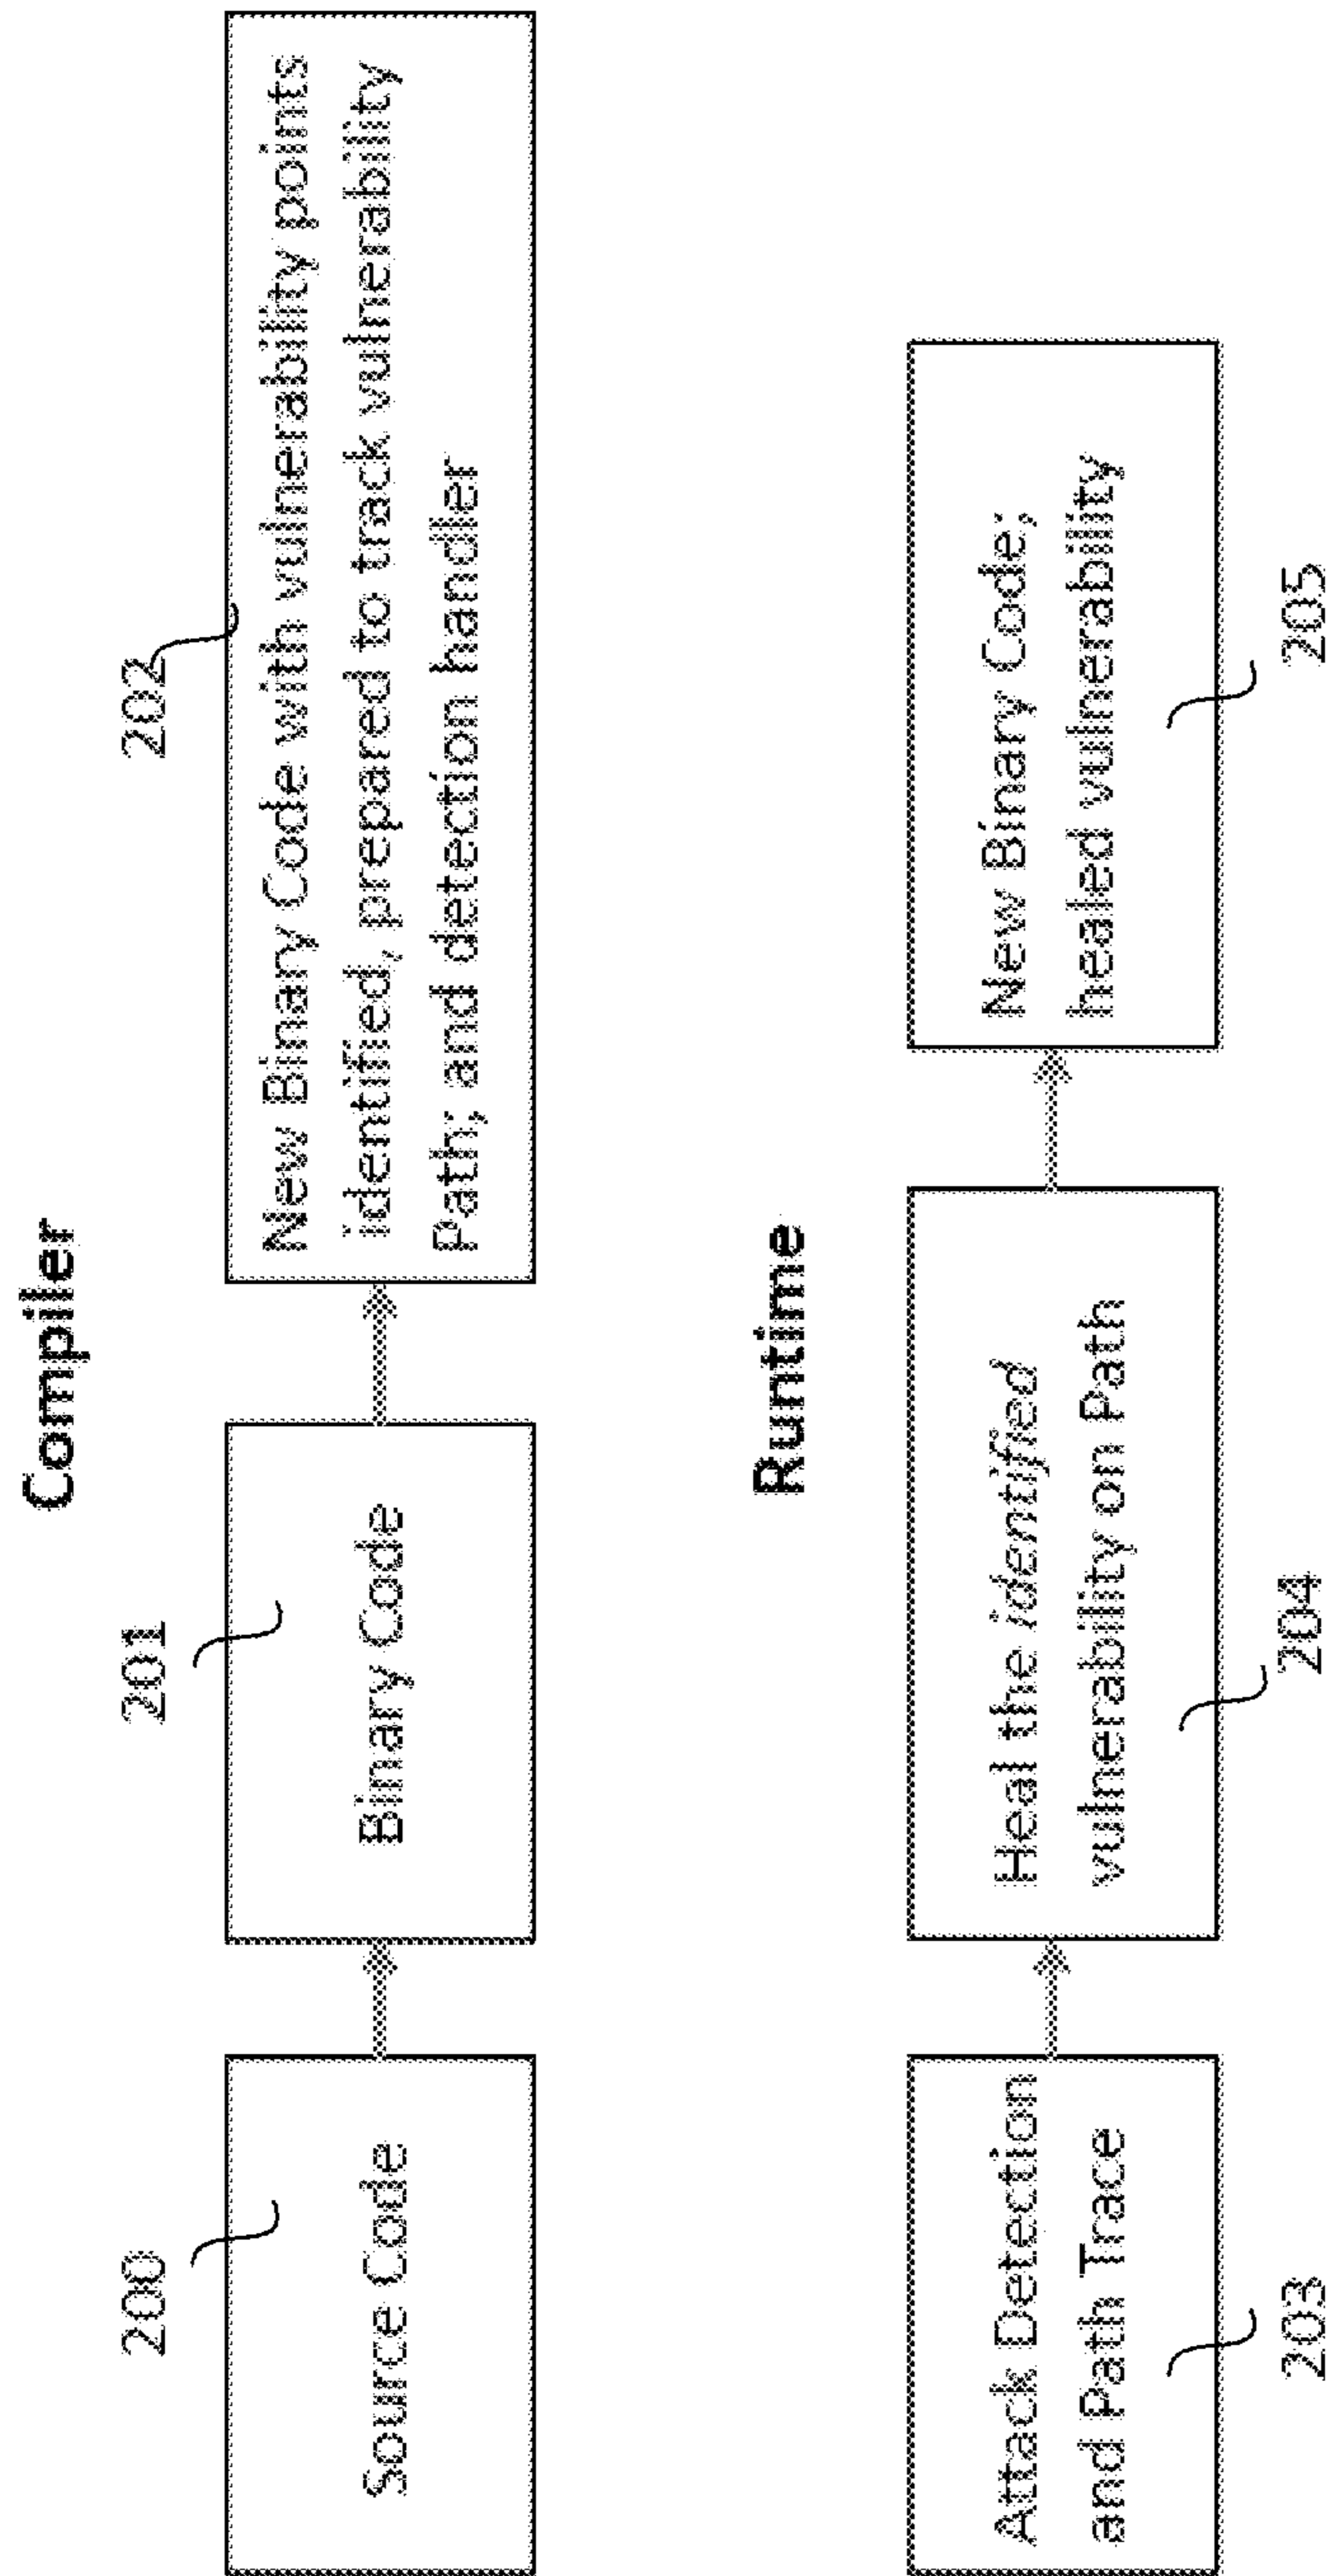 Compiler
200
201
202
Source Code
Binary Code
New Binary Code with vulnerability points
identified, prepared to track vulnerability
Path; and detection handler
Runtime
Attack Detection
and Path Trace
Heal the identified
vulnerability on Path
New Binary Code;
healed vulnerability
203
204
205